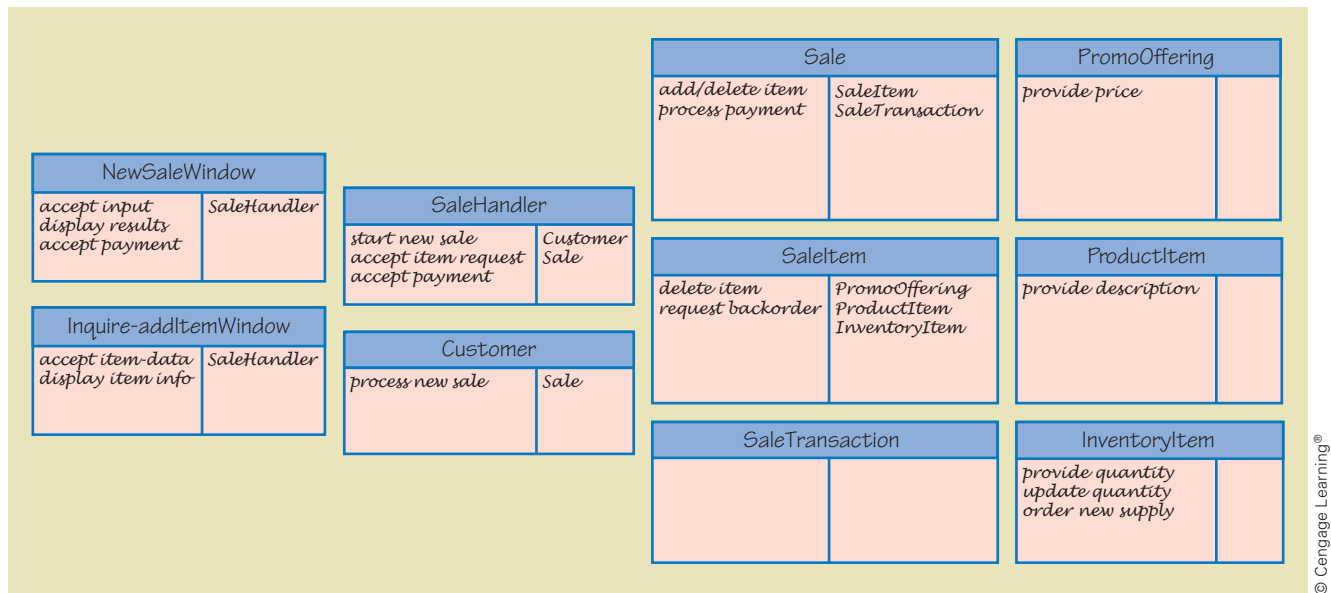 NewSaleWindow
accept input
display results
accept payment
SaleHandler
Inquire-addItemWindow
accept item-data
display item info
SaleHandler
SaleHandler
start new sale
accept item request
accept payment
Customer
Sale
Customer
process new sale
Sale
Sale
add/delete item
process payment
SaleItem
SaleTransaction
SaleItem
delete item
request backorder
PromoOffering
ProductItem
InventoryItem
SaleTransaction
PromoOffering
provide price
ProductItem
provide description
InventoryItem
provide quantity
update quantity
order new supply
© Cengage Learning®